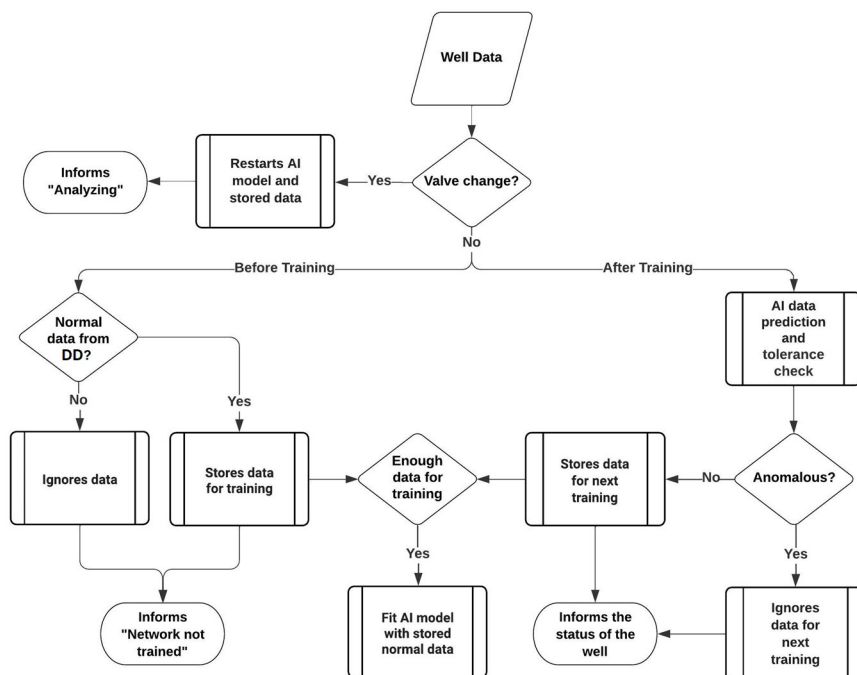 Well Data
Valve change?
Yes
Restarts AI
model and
stored data
Informs
"Analyzing"
No
Before Training
After Training
Normal
data from
DD?
AI data
prediction
and
tolerance
check
No
Yes
Ignores data
Stores data
for training
Enough
data for
training
Stores data
for next
training
No
Anomalous?
Yes
Yes
Informs
"Network not
trained"
Fit AI model
with stored
normal data
Informs the
status of the
well
Ignores
data for
next
training